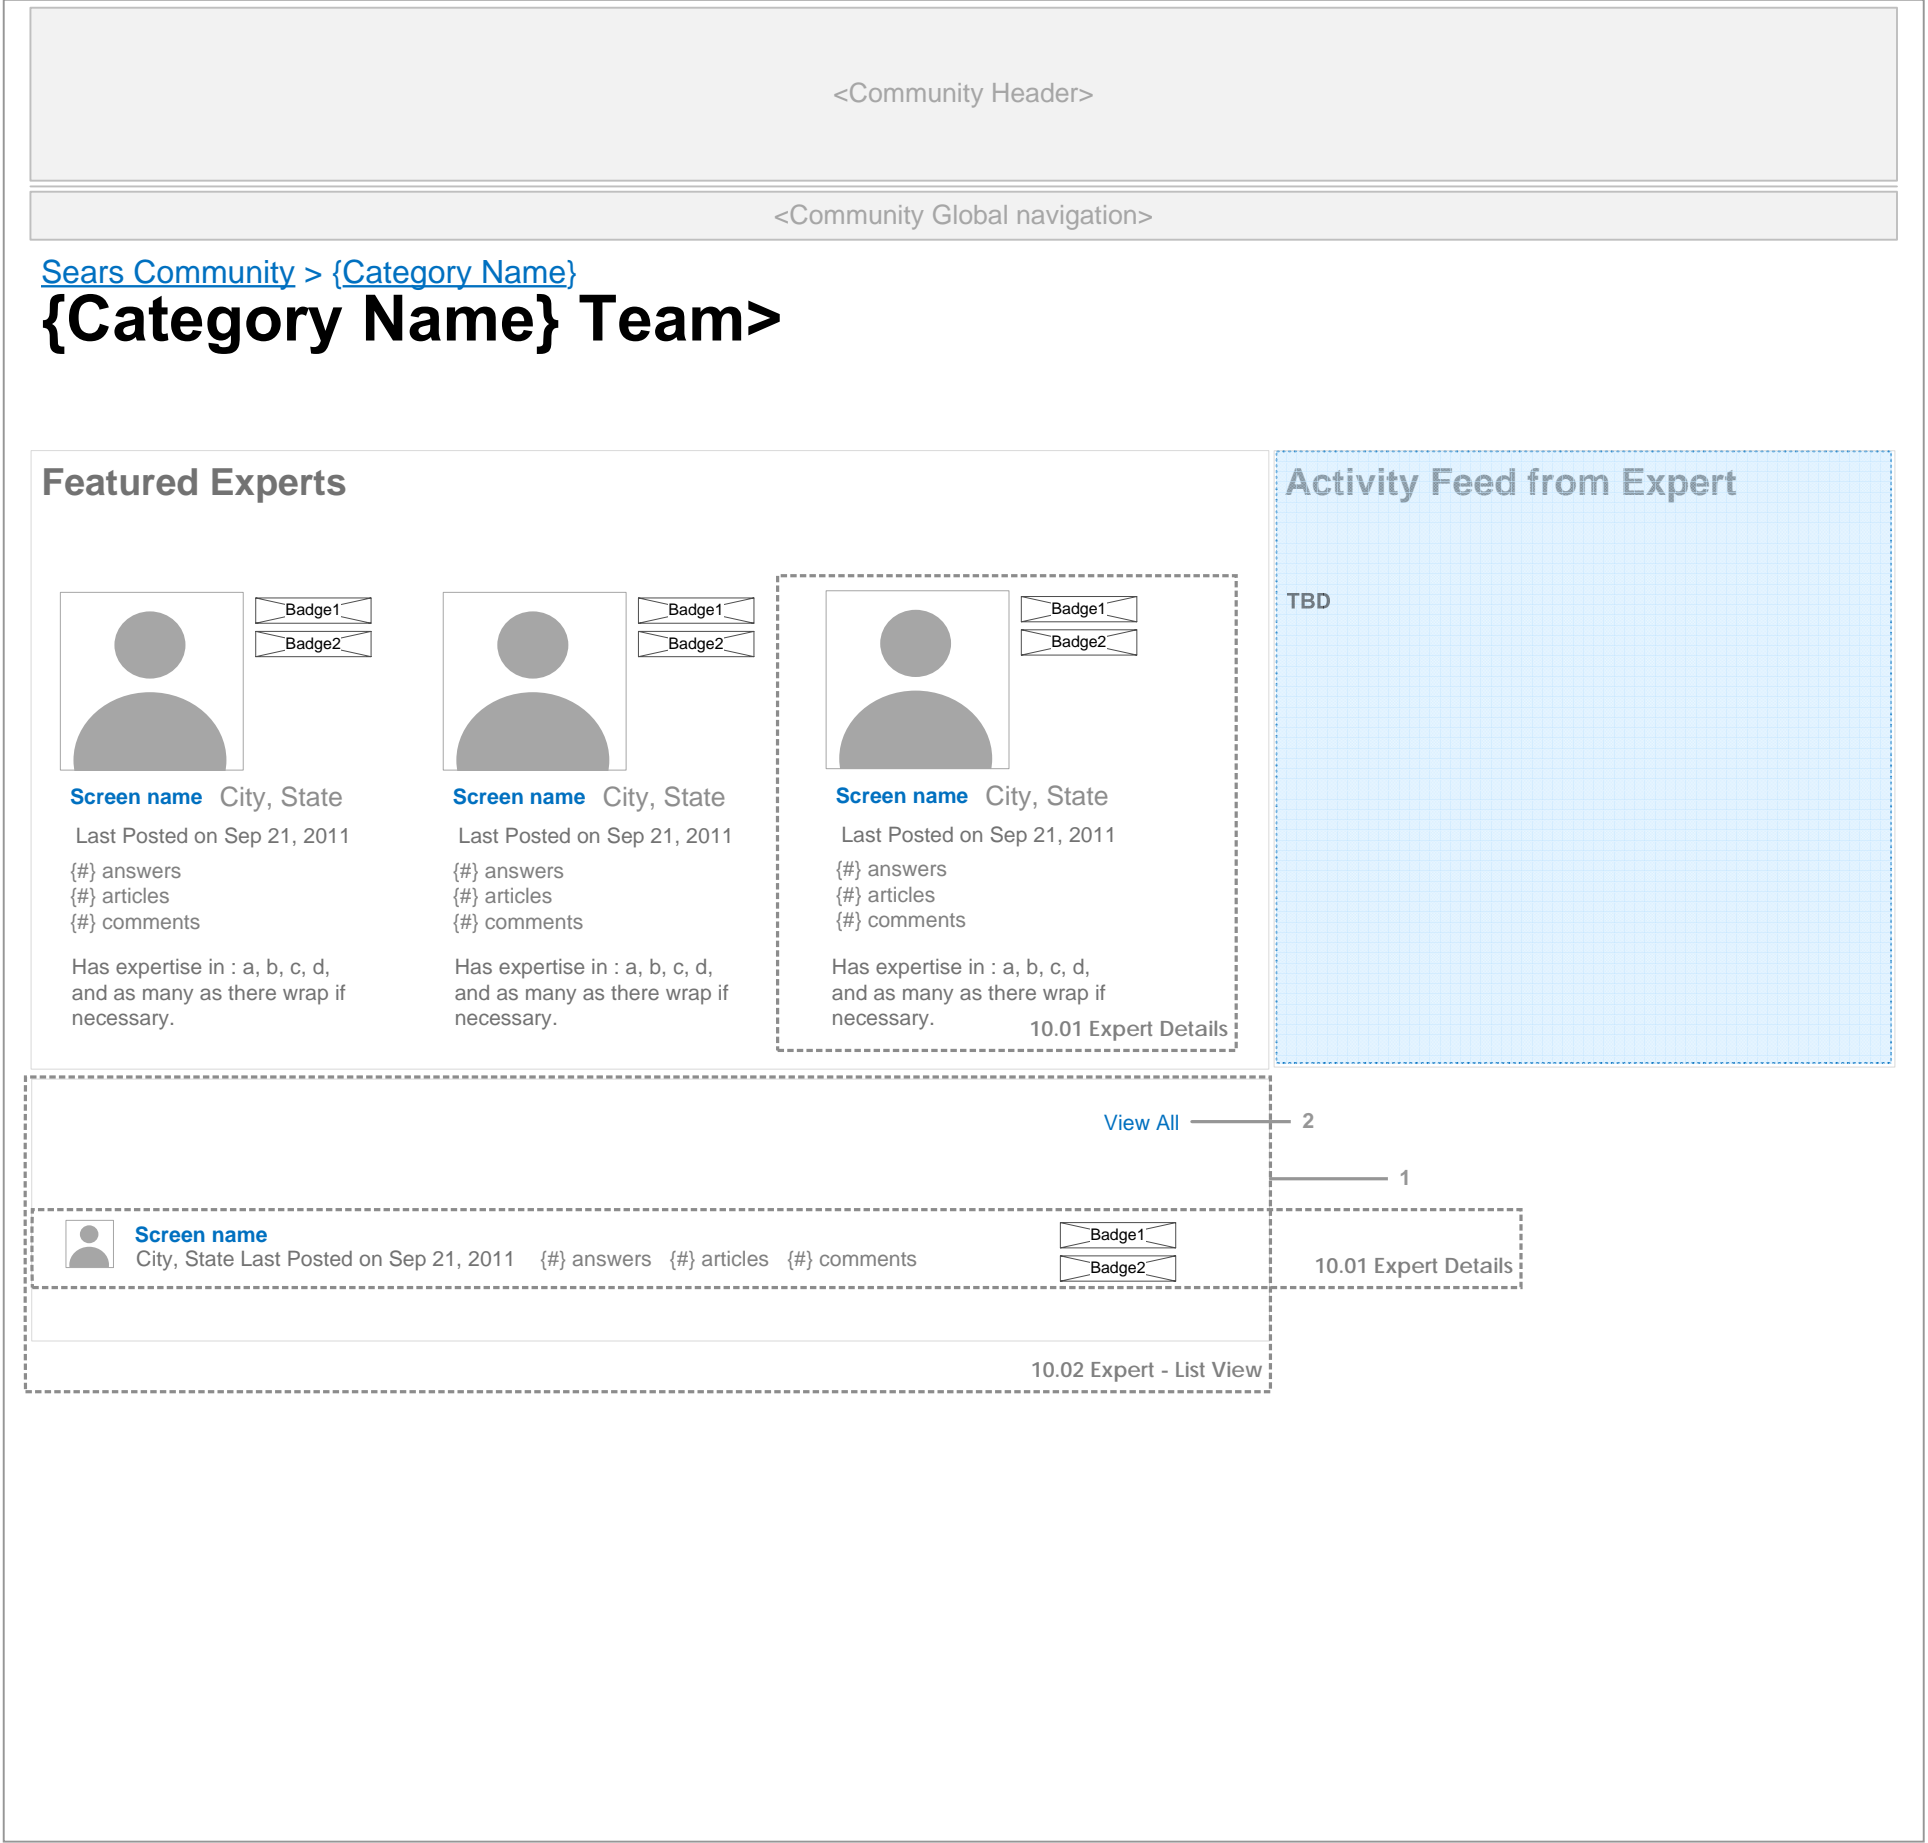 <Community Header>
<Community Global navigation>
Sears Community > {Category Name}
{Category Name} Team>
Featured Experts
Badge1
Badge2
Screen name City, State
Last Posted on Sep 21, 2011
{#} answers
{#} articles
{#} comments
Has expertise in : a, b, c, d,
and as many as there wrap if
necessary.
Badge1
Badge2
Screen name City, State
Last Posted on Sep 21, 2011
{#} answers
{#} articles
{#} comments
Has expertise in : a, b, c, d,
and as many as there wrap if
necessary.
Badge1
Badge2
Screen name City, State
Last Posted on Sep 21, 2011
{#} answers
{#} articles
{#} comments
Has expertise in : a, b, c, d,
and as many as there wrap if
necessary.
10.01 Expert Details
Activity Feed from Expert
TBD
View All
2
1
Screen name
City, State Last Posted on Sep 21, 2011 {#} answers {#} articles {#} comments
Badge1
Badge2
10.01 Expert Details
10.02 Expert - List View